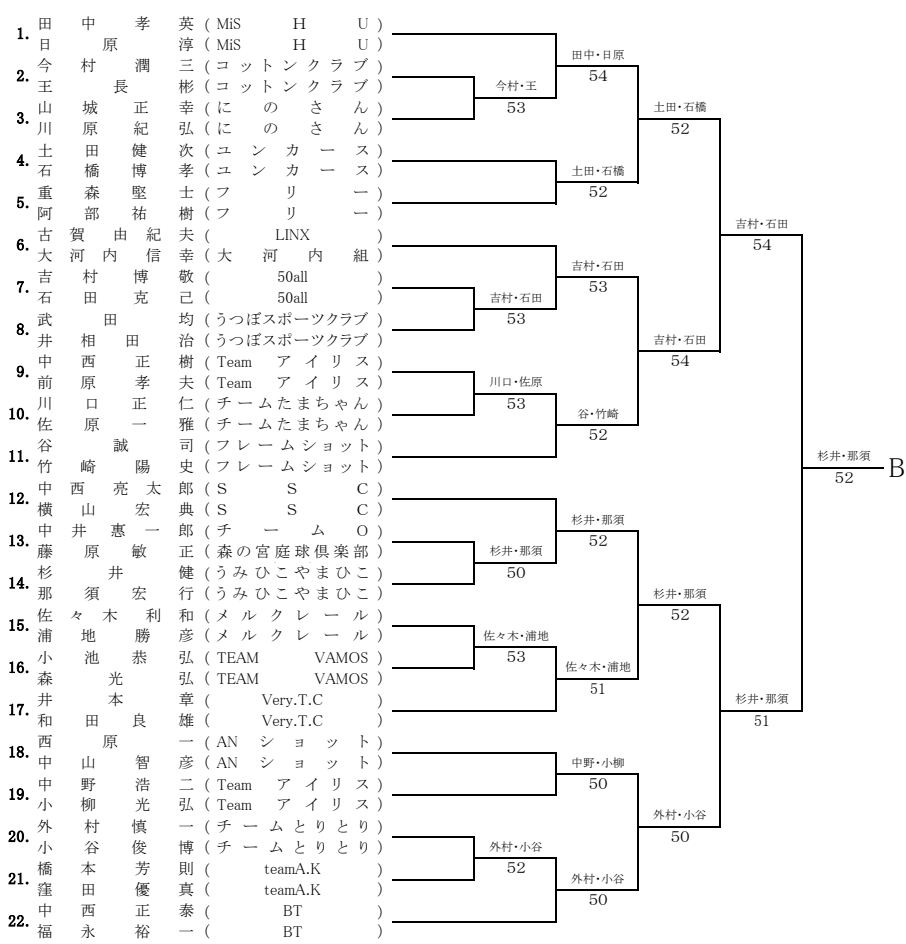 1. 田中孝英 (MiS H U)
日原淳 (MiS H U)
2. 今村潤三 (コットンクラブ)
王長彬 (コットンクラブ)
3. 山城正幸 (にのさん)
川原紀弘 (にのさん)
4. 土田健次 (ユンカース)
石橋博孝 (ユンカース)
5. 重森堅士 (フリー)
阿部祐樹 (フリー)
6. 古賀由紀夫 (LINX)
大河内信幸 (大河内組)
7. 吉村博敬 (50all)
石田克己 (50all)
8. 武田均 (うつぼスポーツクラブ)
井相田治 (うつぼスポーツクラブ)
9. 中西正樹 (Team アイリス)
前原孝夫 (Team アイリス)
10. 川口正仁 (チームたまちゃん)
佐原一雅 (チームたまちゃん)
11. 谷誠司 (フレームショット)
竹崎陽史 (フレームショット)
12. 中西亮太郎 (S S C)
横山宏典 (S S C)
13. 中井惠一郎 (チームO)
藤原敏正 (森の宮庭球倶楽部)
14. 杉井健 (うみひこやまひこ)
那須宏行 (うみひこやまひこ)
15. 佐々木利和 (メルクレール)
浦地勝彦 (メルクレール)
16. 小池恭弘 (TEAM VAMOS)
森光弘 (TEAM VAMOS)
17. 井本章 (Very.T.C)
和田良雄 (Very.T.C)
18. 西原一 (AN ショット)
中山智彦 (AN ショット)
19. 中野浩二 (Team アイリス)
小柳光弘 (Team アイリス)
20. 外村慎一 (チームとりとり)
小谷俊博 (チームとりとり)
21. 橋本芳則 (teamA.K)
窪田優真 (teamA.K)
22. 中西正泰 (BT)
福永裕一 (BT)
今村・王
53
吉村・石田
53
川口・佐原
53
杉井・那須
50
佐々木・浦地
53
外村・小谷
52
田中・日原
54
土田・石橋
52
吉村・石田
53
谷・竹崎
52
杉井・那須
52
佐々木・浦地
51
中野・小柳
50
外村・小谷
50
土田・石橋
52
吉村・石田
54
杉井・那須
52
外村・小谷
50
吉村・石田
54
杉井・那須
51
杉井・那須
52
B